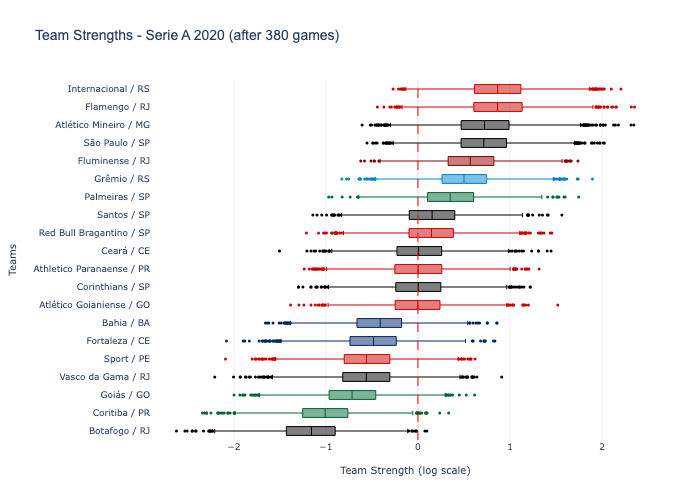 Team Strengths - Serie A 2020 (after 380 games)
Internacional / RS
Flamengo / RJ
Atlético Mineiro / MG
São Paulo / SP
Fluminense / RJ
Grêmio / RS
Palmeiras / SP
Santos / SP
Red Bull Bragantino / SP
Ceará / CE
Athletico Paranaense / PR
Corinthians / SP
Atlético Goianiense / GO
Bahia / BA
Fortaleza / CE
Sport / PE
Vasco da Gama / RJ
Goiás / GO
Coritiba / PR
Botafogo / RJ
Teams
−2 −1 0 1 2
Team Strength (log scale)